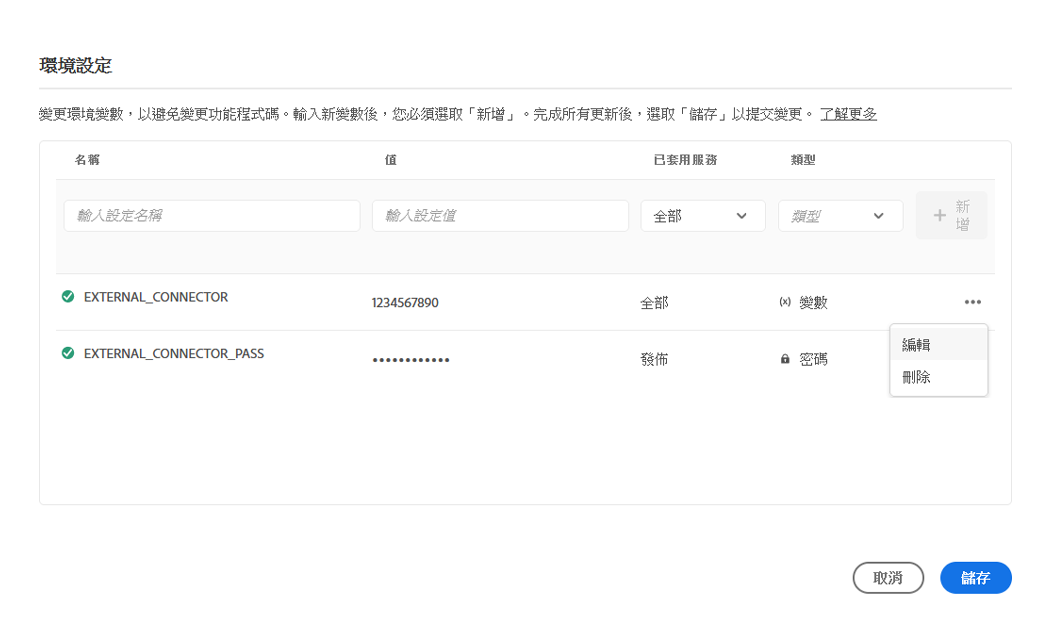 環境設定
變更環境變數，以避免變更功能程式碼。輸入新變數後，您必須選取「新增」。完成所有更新後，選取「儲存」以提交變更。 了解更多
名稱 值 已套用服務 類型
輸入設定名稱 輸入設定值 全部 類型 + 新增
EXTERNAL_CONNECTOR 1234567890 全部 (x) 變數 •••
EXTERNAL_CONNECTOR_PASS •••••••••••• 發佈 密碼
編輯
刪除
取消 儲存